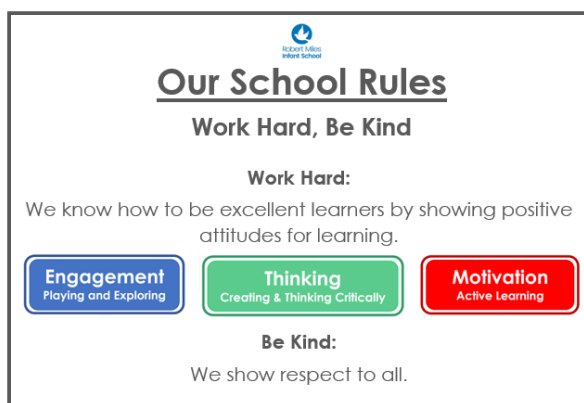 Robert Miles
Infant School
Our School Rules
Work Hard, Be Kind
Work Hard:
We know how to be excellent learners by showing positive
attitudes for learning.
Engagement
Playing and Exploring
Thinking
Creating & Thinking Critically
Motivation
Active Learning
Be Kind:
We show respect to all.